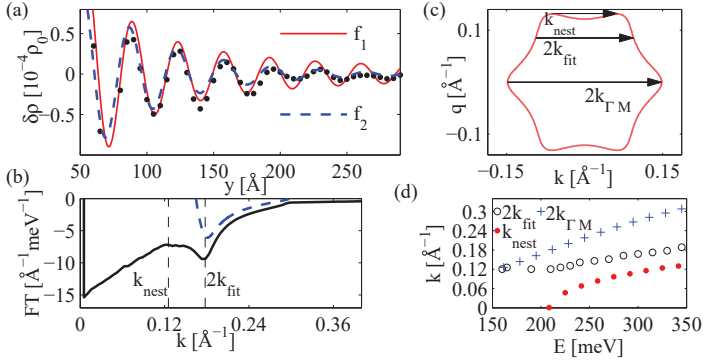 (a)
δρ [10⁻⁴ρ₀]
0.5
0
−0.5
f₁
f₂
50 100 150 200 250
y [Å]
(b)
FT [Å⁻¹meV⁻¹]
0
−5
−10
−15
k_nest
2k_fit
0 0.12 0.24 0.36
k [Å⁻¹]
(c)
q [Å⁻¹]
0.1
0
−0.1
k_nest
2k_fit
2k_ΓM
−0.15 0.15
k [Å⁻¹]
(d)
k [Å⁻¹]
0.3
0.24
0.18
0.12
0.06
0
2k_fit
2k_ΓM
k_nest
150 200 250 300 350
E [meV]